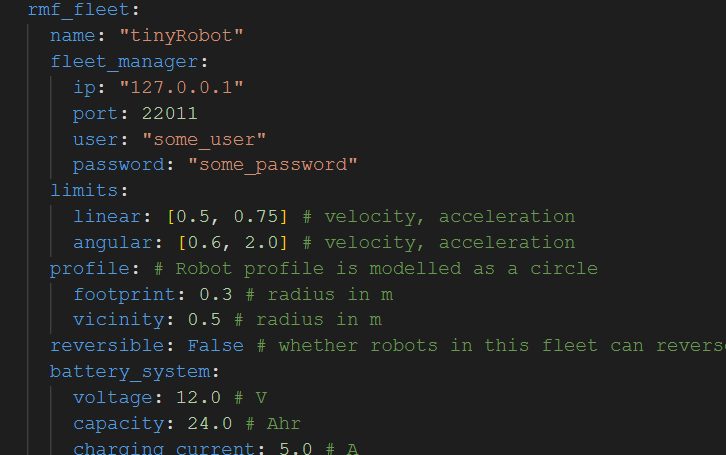 rmf_fleet:
name: "tinyRobot"
fleet_manager:
ip: "127.0.0.1"
port: 22011
user: "some_user"
password: "some_password"
limits:
linear: [0.5, 0.75] # velocity, acceleration
angular: [0.6, 2.0] # velocity, acceleration
profile: # Robot profile is modelled as a circle
footprint: 0.3 # radius in m
vicinity: 0.5 # radius in m
reversible: False # whether robots in this fleet can reverse
battery_system:
voltage: 12.0 # V
capacity: 24.0 # Ahr
charging_current: 5.0 # A